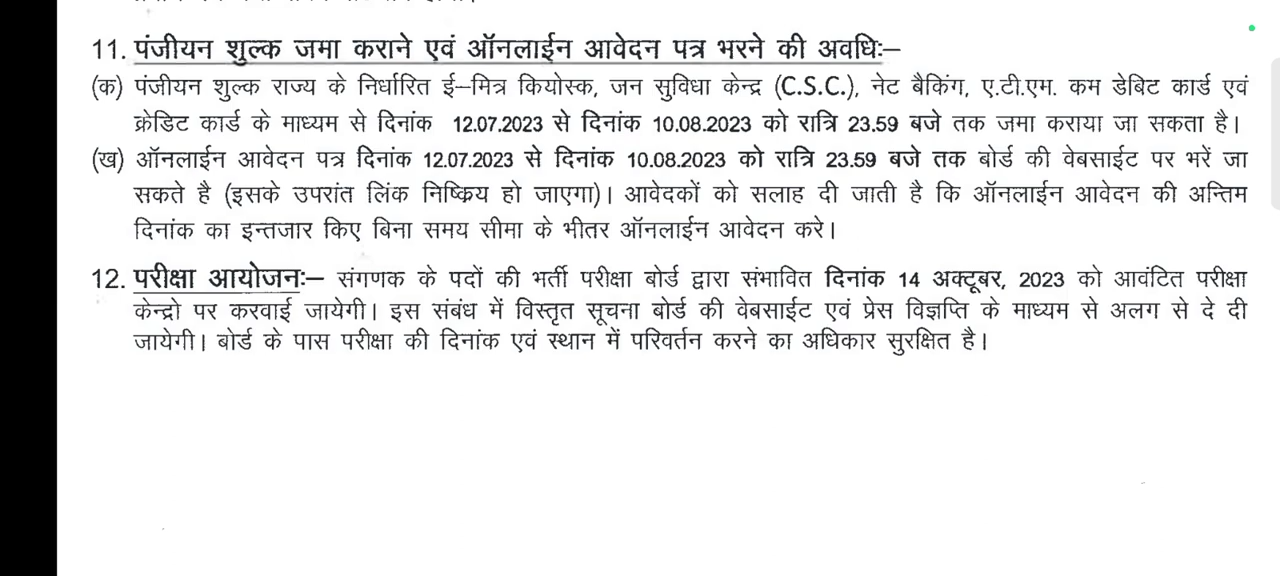 11. पंजीयन शुल्क जमा कराने एवं ऑनलाईन आवेदन पत्र भरने की अवधिः–
(क) पंजीयन शुल्क राज्य के निर्धारित ई–मित्र कियोस्क, जन सुविधा केन्द्र (C.S.C.), नेट बैकिंग, ए.टी.एम. कम डेबिट कार्ड एवं
क्रेडिट कार्ड के माध्यम से दिनांक 12.07.2023 से दिनांक 10.08.2023 को रात्रि 23.59 बजे तक जमा कराया जा सकता है।
(ख) ऑनलाईन आवेदन पत्र दिनांक 12.07.2023 से दिनांक 10.08.2023 को रात्रि 23.59 बजे तक बोर्ड की वेबसाईट पर भरें जा
सकते है (इसके उपरांत लिंक निष्क्रिय हो जाएगा)। आवेदकों को सलाह दी जाती है कि ऑनलाईन आवेदन की अन्तिम
दिनांक का इन्तजार किए बिना समय सीमा के भीतर ऑनलाईन आवेदन करे।
12. परीक्षा आयोजनः– संगणक के पदों की भर्ती परीक्षा बोर्ड द्वारा संभावित दिनांक 14 अक्टूबर, 2023 को आवंटित परीक्षा
केन्द्रो पर करवाई जायेगी। इस संबंध में विस्तृत सूचना बोर्ड की वेबसाईट एवं प्रेस विज्ञप्ति के माध्यम से अलग से दे दी
जायेगी। बोर्ड के पास परीक्षा की दिनांक एवं स्थान में परिवर्तन करने का अधिकार सुरक्षित है।